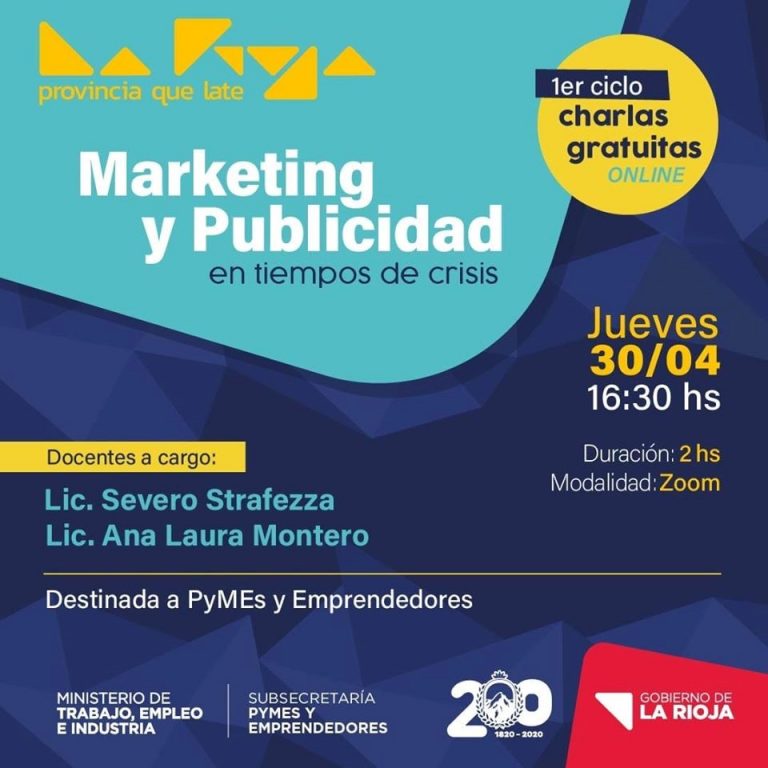 La Rioja
provincia que late
1er ciclo
charlas
gratuitas
ONLINE
Marketing
y Publicidad
en tiempos de crisis
Jueves
30/04
16:30 hs
Duración: 2 hs
Modalidad: Zoom
Docentes a cargo:
Lic. Severo Strafezza
Lic. Ana Laura Montero
Destinada a PyMEs y Emprendedores
MINISTERIO DE
TRABAJO, EMPLEO
E INDUSTRIA
SUBSECRETARÍA
PYMES Y
EMPRENDEDORES
200
1820 - 2020
GOBIERNO DE
LA RIOJA